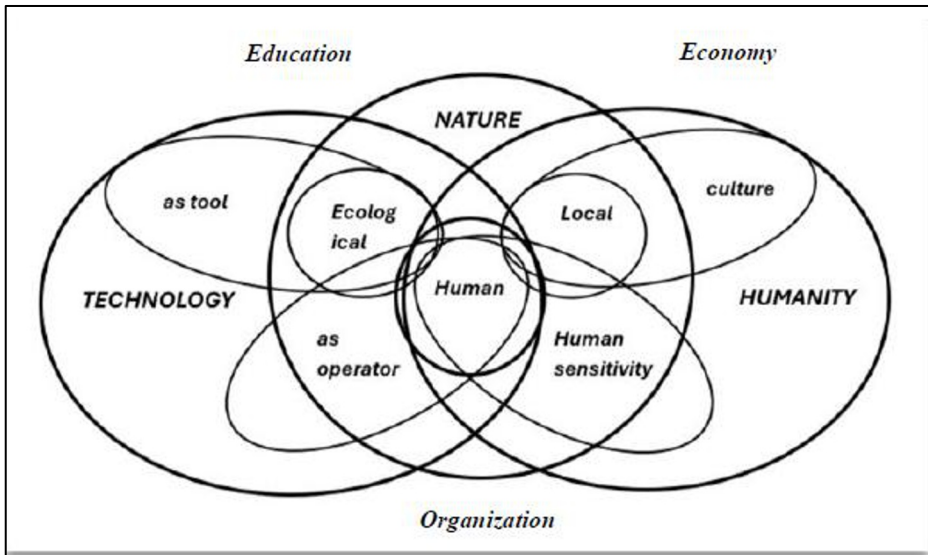 Education
Economy
NATURE
as tool
Ecolog
ical
Local
culture
TECHNOLOGY
Human
HUMANITY
as
operator
Human
sensitivity
Organization